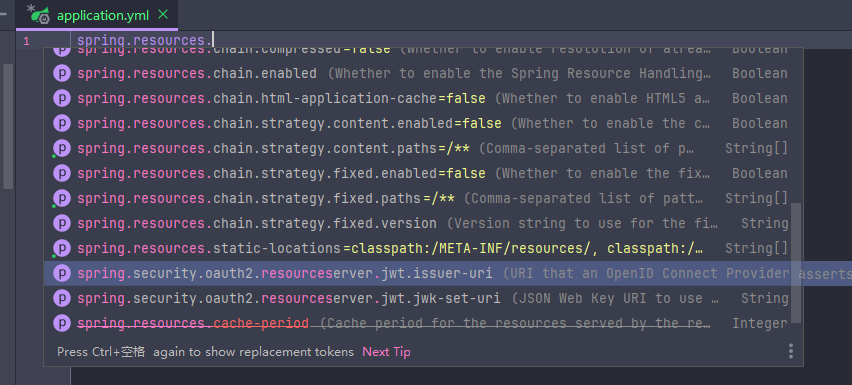 application.yml
1 spring.resources.
spring.resources.chain.compressed=false (Whether to enable resolution of alrea… Boolean
spring.resources.chain.enabled (Whether to enable the Spring Resource Handling… Boolean
spring.resources.chain.html-application-cache=false (Whether to enable HTML5 a… Boolean
spring.resources.chain.strategy.content.enabled=false (Whether to enable the c… Boolean
spring.resources.chain.strategy.content.paths=/** (Comma-separated list of p… String[]
spring.resources.chain.strategy.fixed.enabled=false (Whether to enable the fix… Boolean
spring.resources.chain.strategy.fixed.paths=/** (Comma-separated list of patt… String[]
spring.resources.chain.strategy.fixed.version (Version string to use for the fi… String
spring.resources.static-locations=classpath:/META-INF/resources/, classpath:/… String[]
spring.security.oauth2.resourceserver.jwt.issuer-uri (URI that an OpenID Connect Provider asserts
spring.security.oauth2.resourceserver.jwt.jwk-set-uri (JSON Web Key URI to use … String
spring.resources.cache-period (Cache period for the resources served by the re… Integer
Press Ctrl+空格 again to show replacement tokens Next Tip